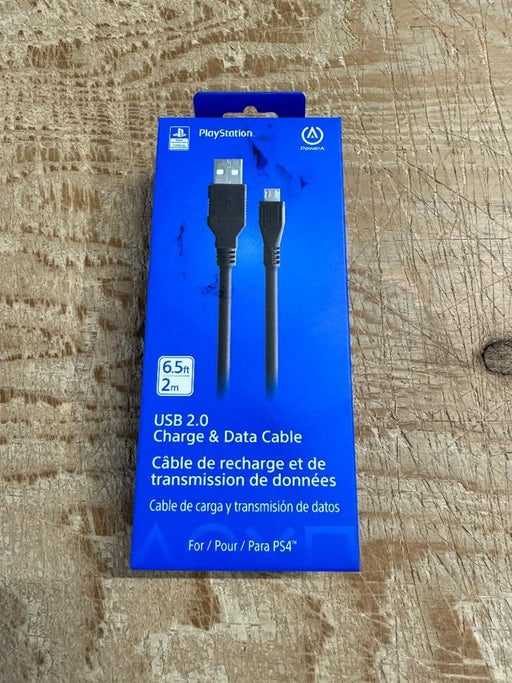 PlayStation
PowerA
6.5ft
2m
USB 2.0
Charge & Data Cable
Câble de recharge et de
transmission de données
Cable de carga y transmisión de datos
For / Pour / Para PS4™